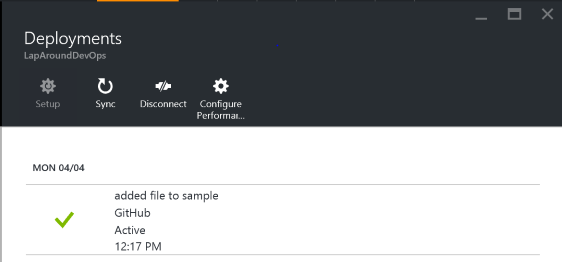 Deployments
LapAroundDevOps
Setup
Sync
Disconnect
Configure
Performan...
MON 04/04
added file to sample
GitHub
Active
12:17 PM